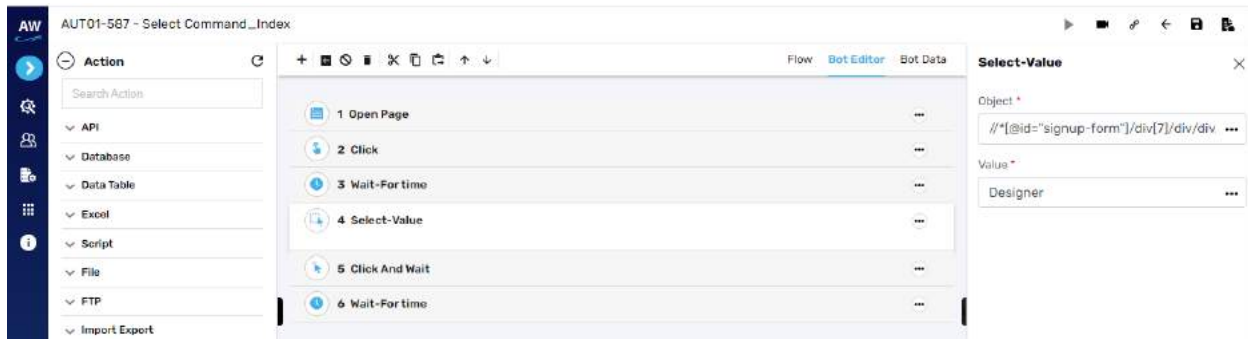 AW
AUT01-587 - Select Command_Index
Action
Search Action
API
Database
Data Table
Excel
Script
File
FTP
Import Export
Flow Bot Editor Bot Data
1 Open Page
2 Click
3 Wait-For time
4 Select-Value
5 Click And Wait
6 Wait-For time
Select-Value
Object *
//*[@id="signup-form"]/div[7]/div/div
Value *
Designer